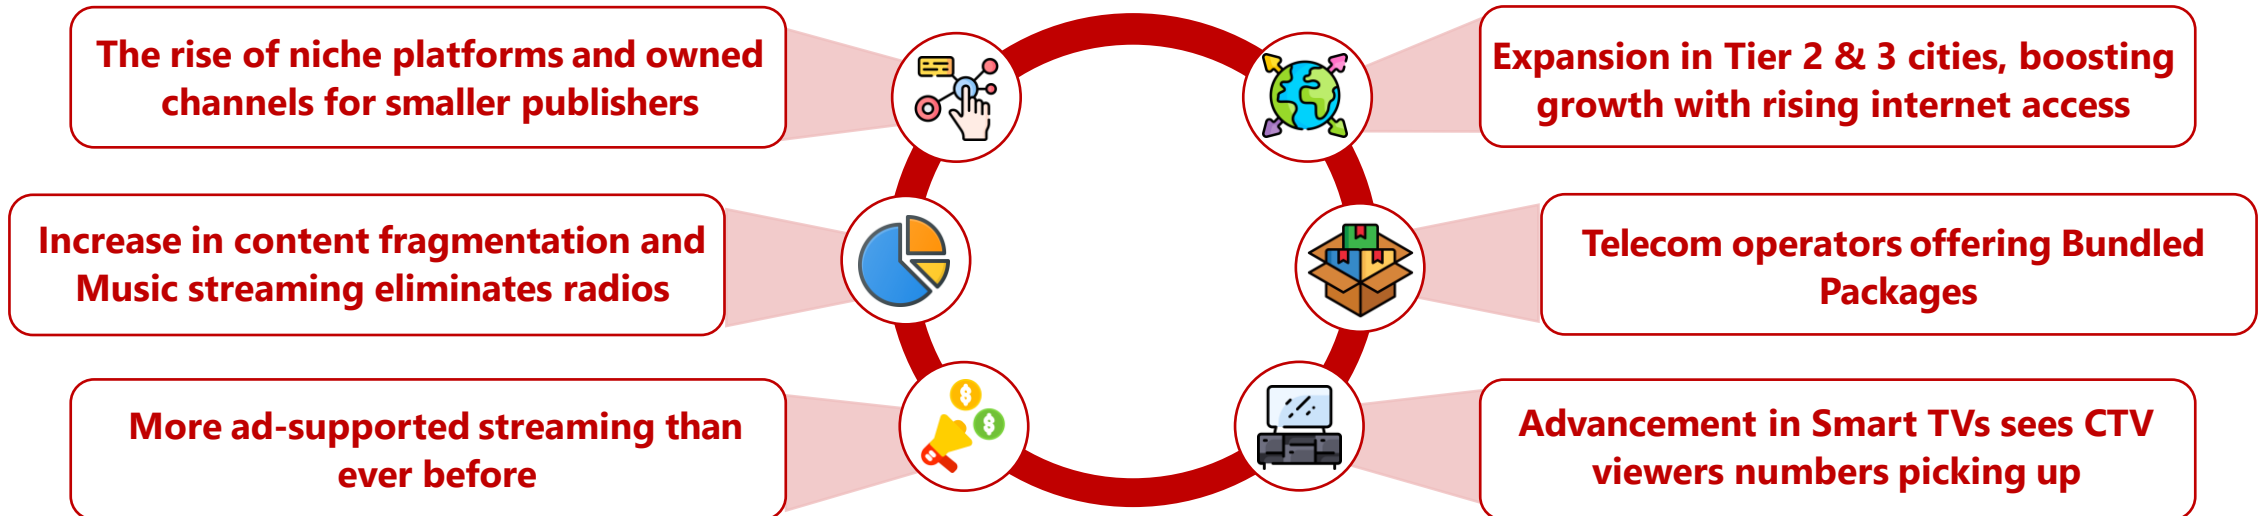 The rise of niche platforms and owned
channels for smaller publishers
Expansion in Tier 2 & 3 cities, boosting
growth with rising internet access
Increase in content fragmentation and
Music streaming eliminates radios
Telecom operators offering Bundled
Packages
More ad-supported streaming than
ever before
Advancement in Smart TVs sees CTV
viewers numbers picking up